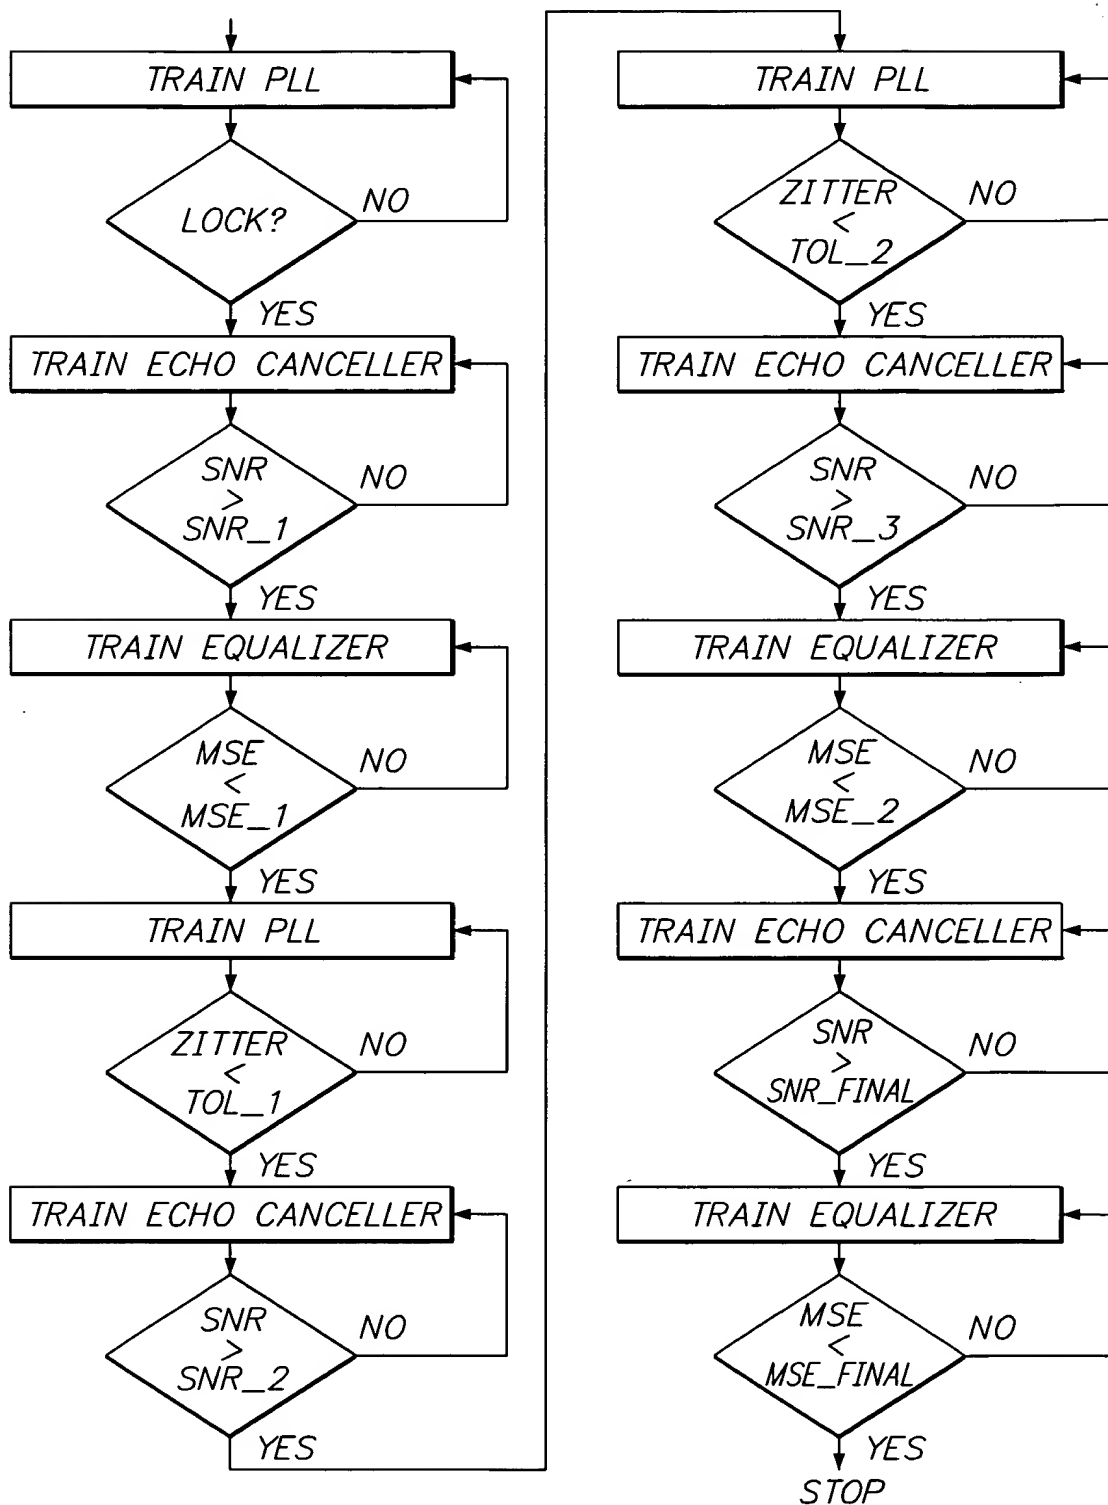 TRAIN PLL
LOCK?
NO
YES
TRAIN ECHO CANCELLER
SNR
>
SNR_1
NO
YES
TRAIN EQUALIZER
MSE
<
MSE_1
NO
YES
TRAIN PLL
ZITTER
<
TOL_1
NO
YES
TRAIN ECHO CANCELLER
SNR
>
SNR_2
NO
YES
TRAIN PLL
ZITTER
<
TOL_2
NO
YES
TRAIN ECHO CANCELLER
SNR
>
SNR_3
NO
YES
TRAIN EQUALIZER
MSE
<
MSE_2
NO
YES
TRAIN ECHO CANCELLER
SNR
>
SNR_FINAL
NO
YES
TRAIN EQUALIZER
MSE
<
MSE_FINAL
NO
YES
STOP